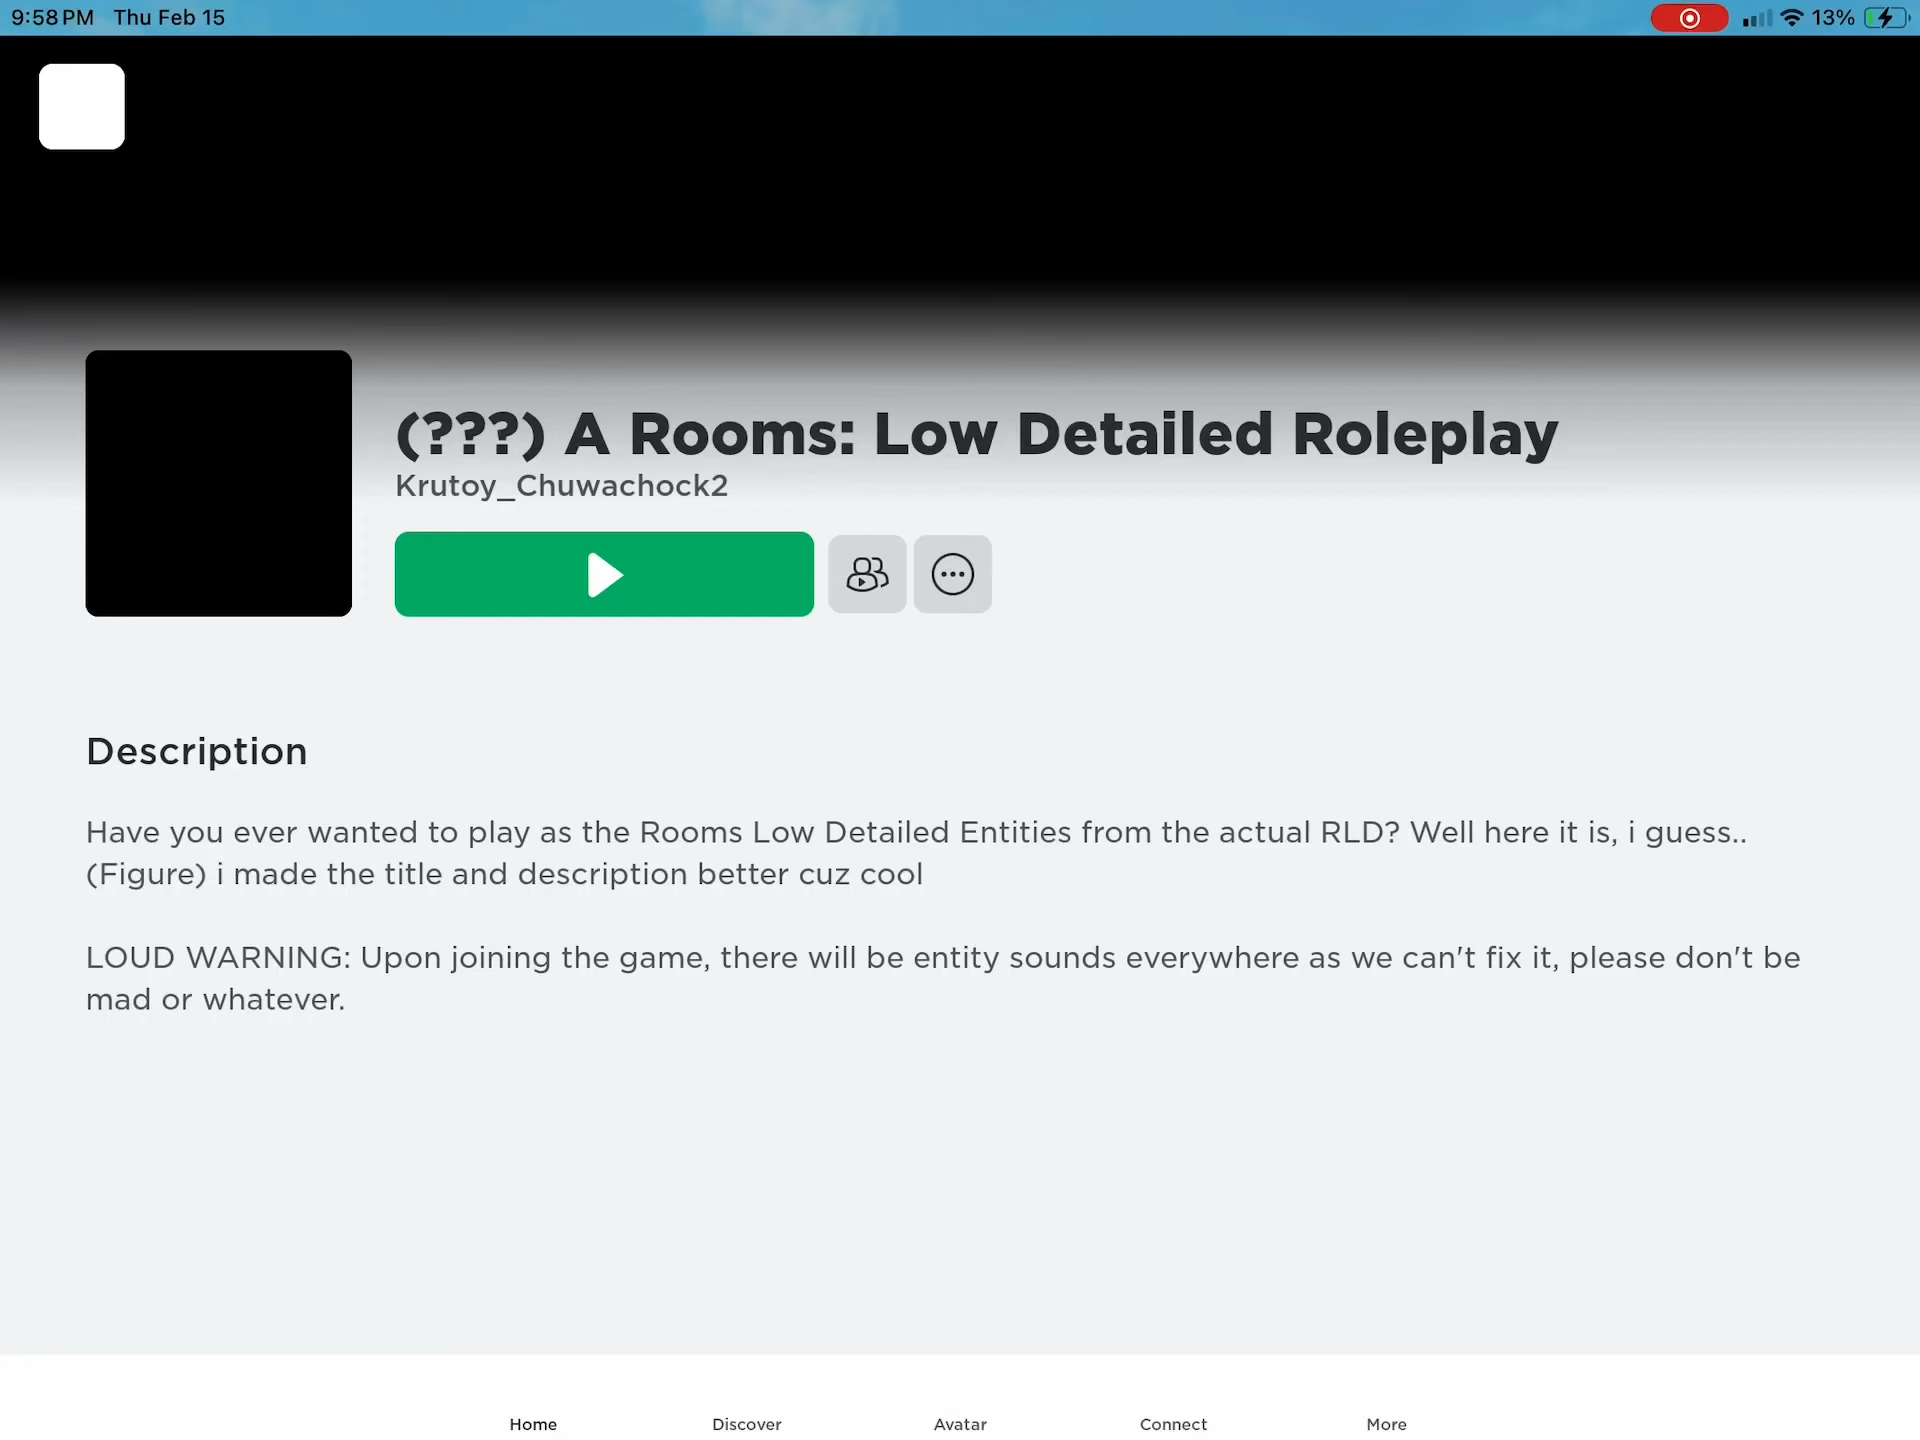 9:58 PM Thu Feb 15
13%
(???) A Rooms: Low Detailed Roleplay
Krutoy_Chuwachock2
Description
Have you ever wanted to play as the Rooms Low Detailed Entities from the actual RLD? Well here it is, i guess..
(Figure) i made the title and description better cuz cool
LOUD WARNING: Upon joining the game, there will be entity sounds everywhere as we can't fix it, please don't be
mad or whatever.
Home Discover Avatar Connect More